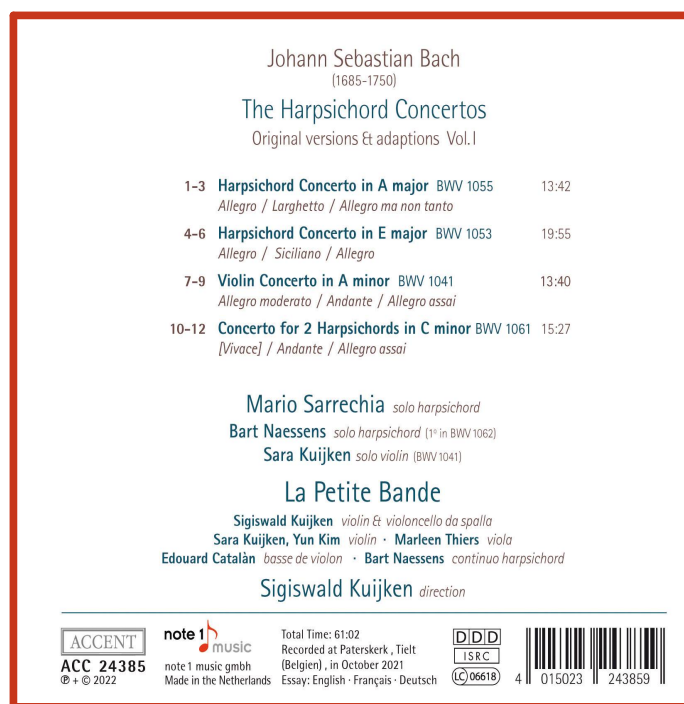 Johann Sebastian Bach
(1685-1750)
The Harpsichord Concertos
Original versions & adaptions Vol. I
1-3 Harpsichord Concerto in A major BWV 1055 13:42
Allegro / Larghetto / Allegro ma non tanto
4-6 Harpsichord Concerto in E major BWV 1053 19:55
Allegro / Siciliano / Allegro
7-9 Violin Concerto in A minor BWV 1041 13:40
Allegro moderato / Andante / Allegro assai
10-12 Concerto for 2 Harpsichords in C minor BWV 1061 15:27
[Vivace] / Andante / Allegro assai
Mario Sarrechia solo harpsichord
Bart Naessens solo harpsichord (1º in BWV 1062)
Sara Kuijken solo violin (BWV 1041)
La Petite Bande
Sigiswald Kuijken violin & violoncello da spalla
Sara Kuijken, Yun Kim violin · Marleen Thiers viola
Edouard Catalàn basse de violon · Bart Naessens continuo harpsichord
Sigiswald Kuijken direction
ACCENT
ACC 24385
℗ + © 2022
note 1 music
note 1 music gmbh
Made in the Netherlands
Total Time: 61:02
Recorded at Paterskerk , Tielt
(Belgien) , in October 2021
Essay: English · Français · Deutsch
DDD
ISRC
LC 06618
4 015023 243859